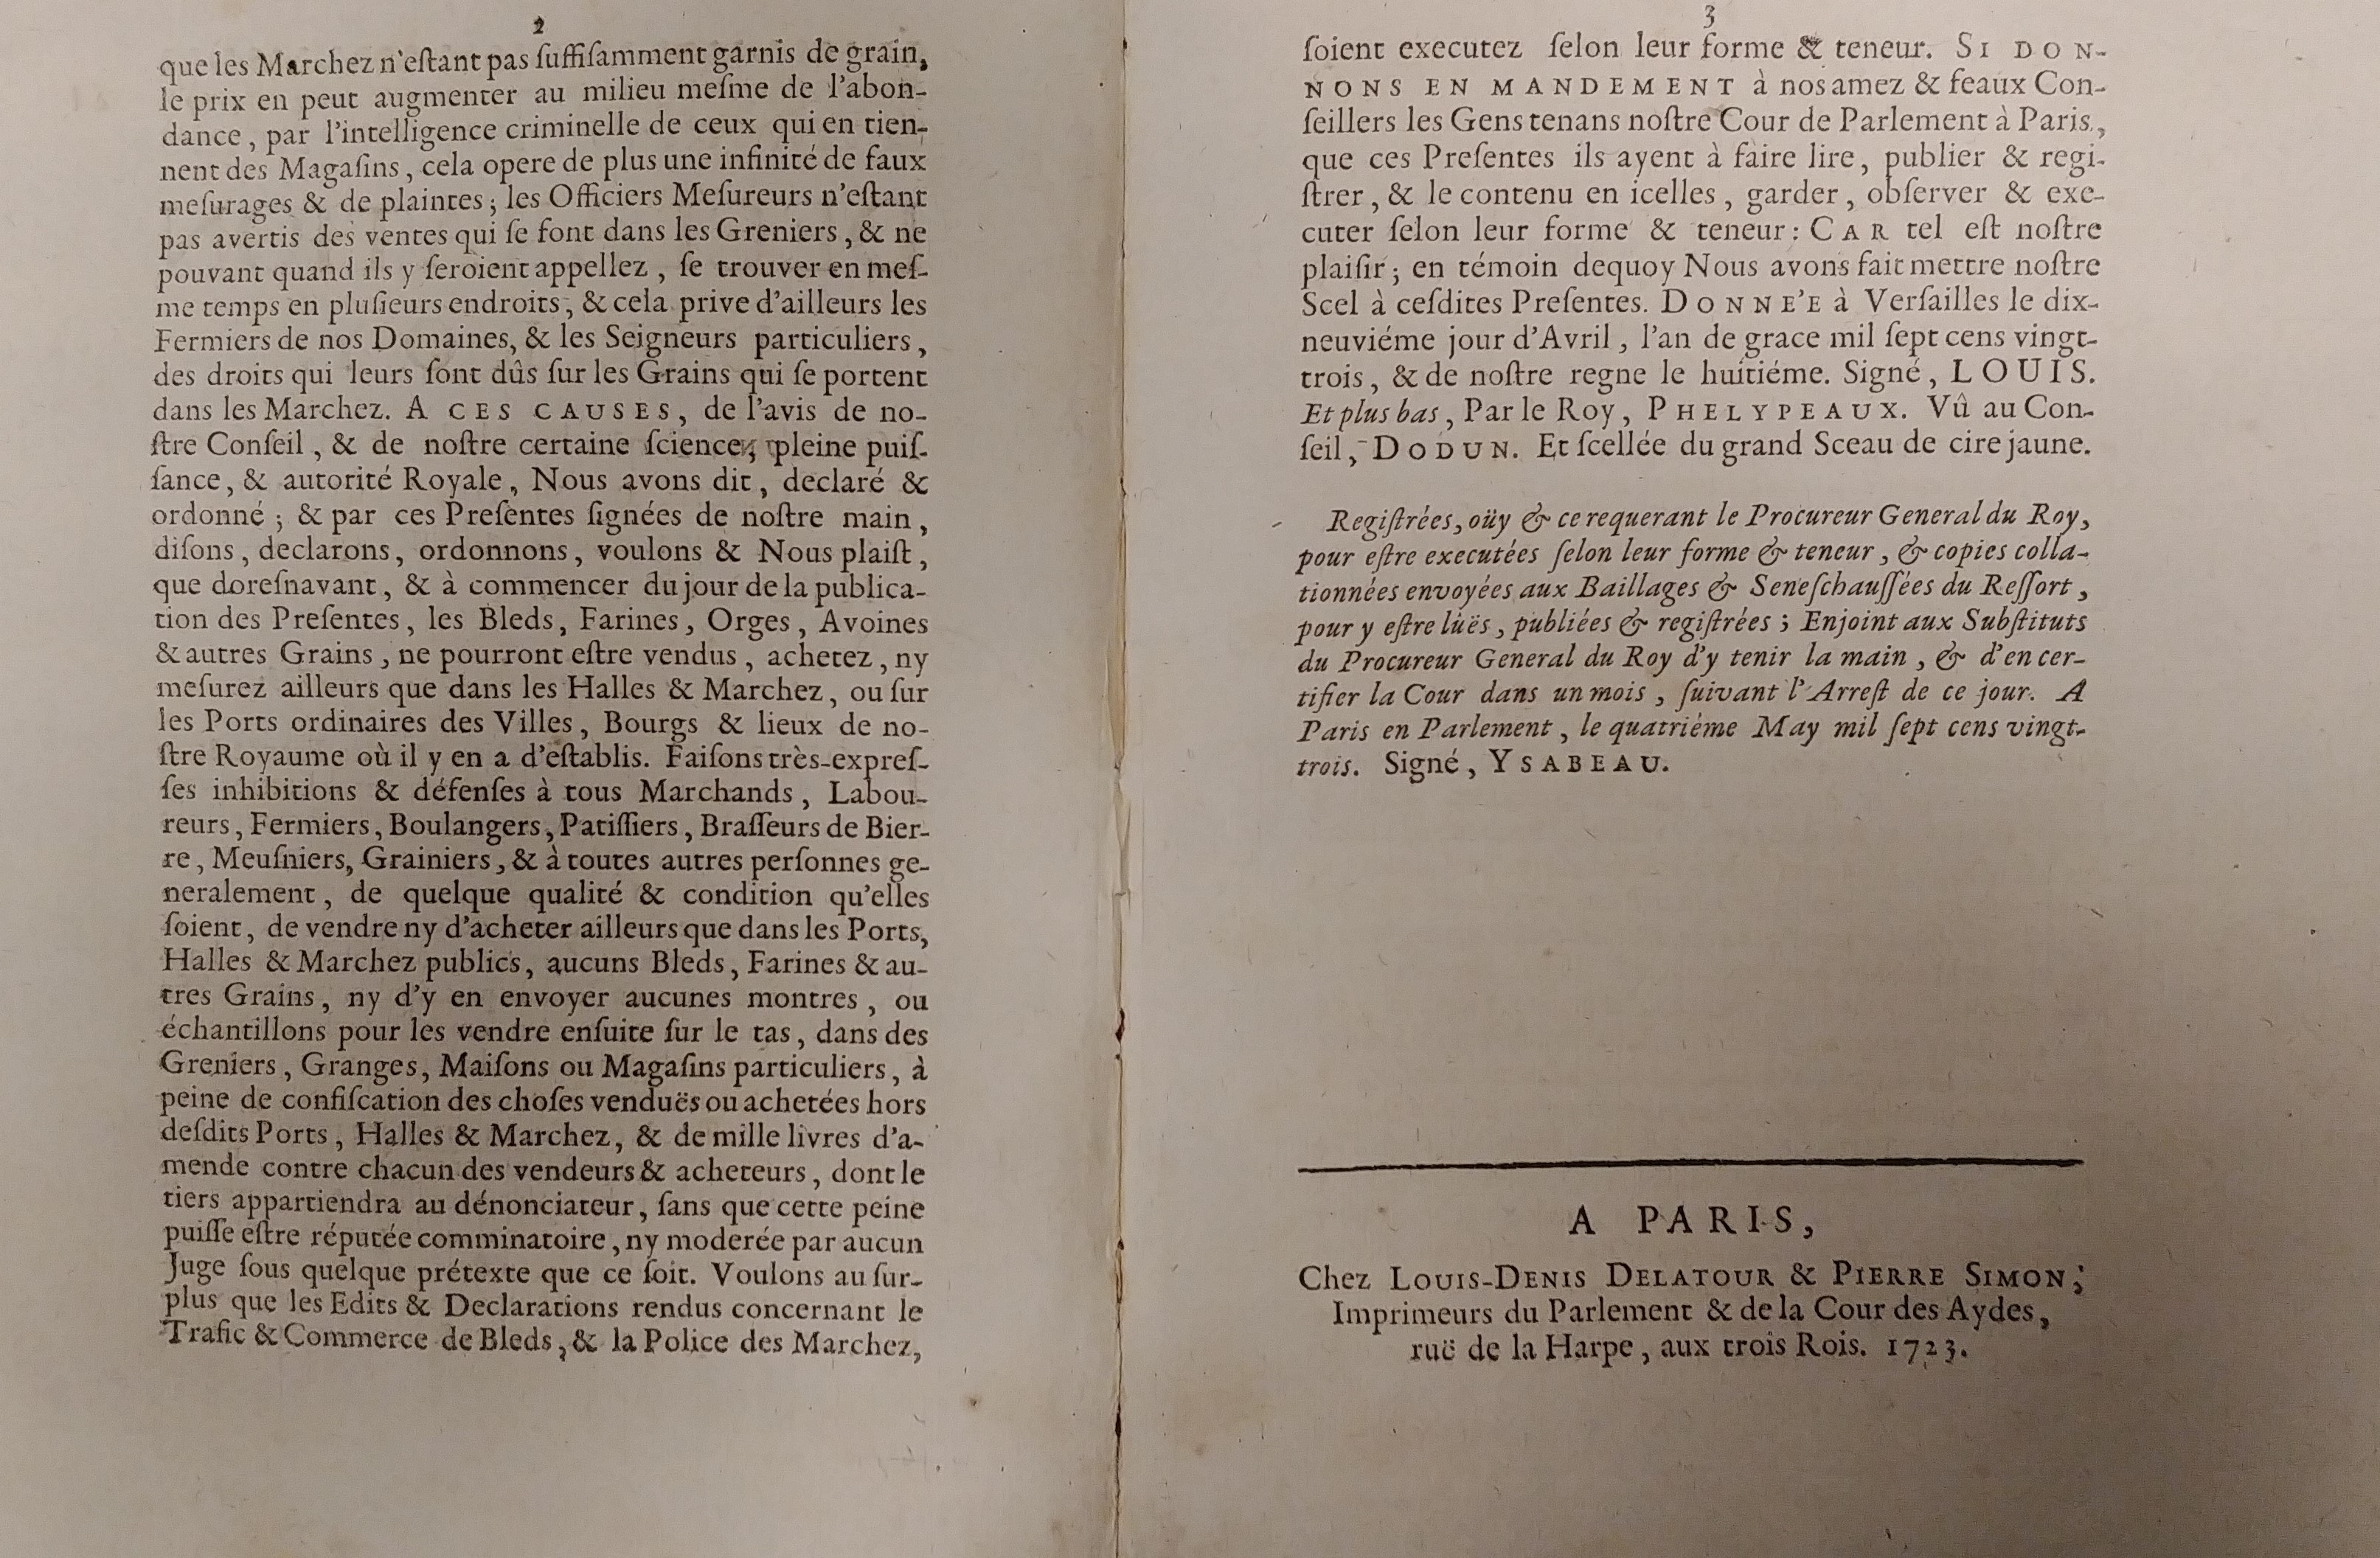 2
que les Marchez n'eſtant pas ſuffiſamment garnis de grain,
le prix en peut augmenter au milieu meſme de l'abon-
dance, par l'intelligence criminelle de ceux qui en tien-
nent des Magaſins, cela opere de plus une infinité de faux
meſurages & de plaintes; les Officiers Meſureurs n'eſtant
pas avertis des ventes qui ſe font dans les Greniers, & ne
pouvant quand ils y ſeroient appellez, ſe trouver en meſ-
me temps en pluſieurs endroits, & cela prive d'ailleurs les
Fermiers de nos Domaines, & les Seigneurs particuliers,
des droits qui leurs ſont dûs ſur les Grains qui ſe portent
dans les Marchez. A CES CAUSES, de l'avis de no-
ſtre Conſeil, & de noſtre certaine ſcience, pleine puiſ-
ſance, & autorité Royale, Nous avons dit, declaré &
ordonné; & par ces Preſentes ſignées de noſtre main,
diſons, declarons, ordonnons, voulons & Nous plaiſt,
que doreſnavant, & à commencer du jour de la publica-
tion des Preſentes, les Bleds, Farines, Orges, Avoines
& autres Grains, ne pourront eſtre vendus, achetez, ny
meſurez ailleurs que dans les Halles & Marchez, ou ſur
les Ports ordinaires des Villes, Bourgs & lieux de no-
ſtre Royaume où il y en a d'eſtablis. Faiſons très-expreſ-
ſes inhibitions & défenſes à tous Marchands, Labou-
reurs, Fermiers, Boulangers, Patiſſiers, Braſſeurs de Bier-
re, Meuſniers, Grainiers, & à toutes autres perſonnes ge-
neralement, de quelque qualité & condition qu'elles
ſoient, de vendre ny d'acheter ailleurs que dans les Ports,
Halles & Marchez publics, aucuns Bleds, Farines & au-
tres Grains, ny d'y en envoyer aucunes montres, ou
échantillons pour les vendre enſuite ſur le tas, dans des
Greniers, Granges, Maiſons ou Magaſins particuliers, à
peine de confiſcation des choſes venduës ou achetées hors
deſdits Ports, Halles & Marchez, & de mille livres d'a-
mende contre chacun des vendeurs & acheteurs, dont le
tiers appartiendra au dénonciateur, ſans que cette peine
puiſſe eſtre réputée comminatoire, ny moderée par aucun
Juge ſous quelque prétexte que ce ſoit. Voulons au ſur-
plus que les Edits & Declarations rendus concernant le
Trafic & Commerce de Bleds, & la Police des Marchez,
3
ſoient executez ſelon leur forme & teneur. SI DON-
NONS EN MANDEMENT à nos amez & feaux Con-
ſeillers les Gens tenans noſtre Cour de Parlement à Paris,
que ces Preſentes ils ayent à faire lire, publier & regi-
ſtrer, & le contenu en icelles, garder, obſerver & exe-
cuter ſelon leur forme & teneur: CAR tel eſt noſtre
plaiſir; en témoin dequoy Nous avons fait mettre noſtre
Scel à ceſdites Preſentes. DONNE'E à Verſailles le dix-
neuviéme jour d'Avril, l'an de grace mil ſept cens vingt-
trois, & de noſtre regne le huitiéme. Signé, LOUIS.
Et plus bas, Par le Roy, PHELYPEAUX. Vû au Con-
ſeil, DODUN. Et ſcellée du grand Sceau de cire jaune.
Regiſtrées, oüy & ce requerant le Procureur General du Roy,
pour eſtre executées ſelon leur forme & teneur, & copies colla-
tionnées envoyées aux Baillages & Seneſchauſſées du Reſſort,
pour y eſtre lûës, publiées & regiſtrées; Enjoint aux Subſtituts
du Procureur General du Roy d'y tenir la main, & d'en cer-
tifier la Cour dans un mois, ſuivant l'Arreſt de ce jour. A
Paris en Parlement, le quatriéme May mil ſept cens vingt-
trois. Signé, YSABEAU.
A PARIS,
Chez LOUIS-DENIS DELATOUR & PIERRE SIMON,
Imprimeurs du Parlement & de la Cour des Aydes,
ruë de la Harpe, aux trois Rois. 1723.